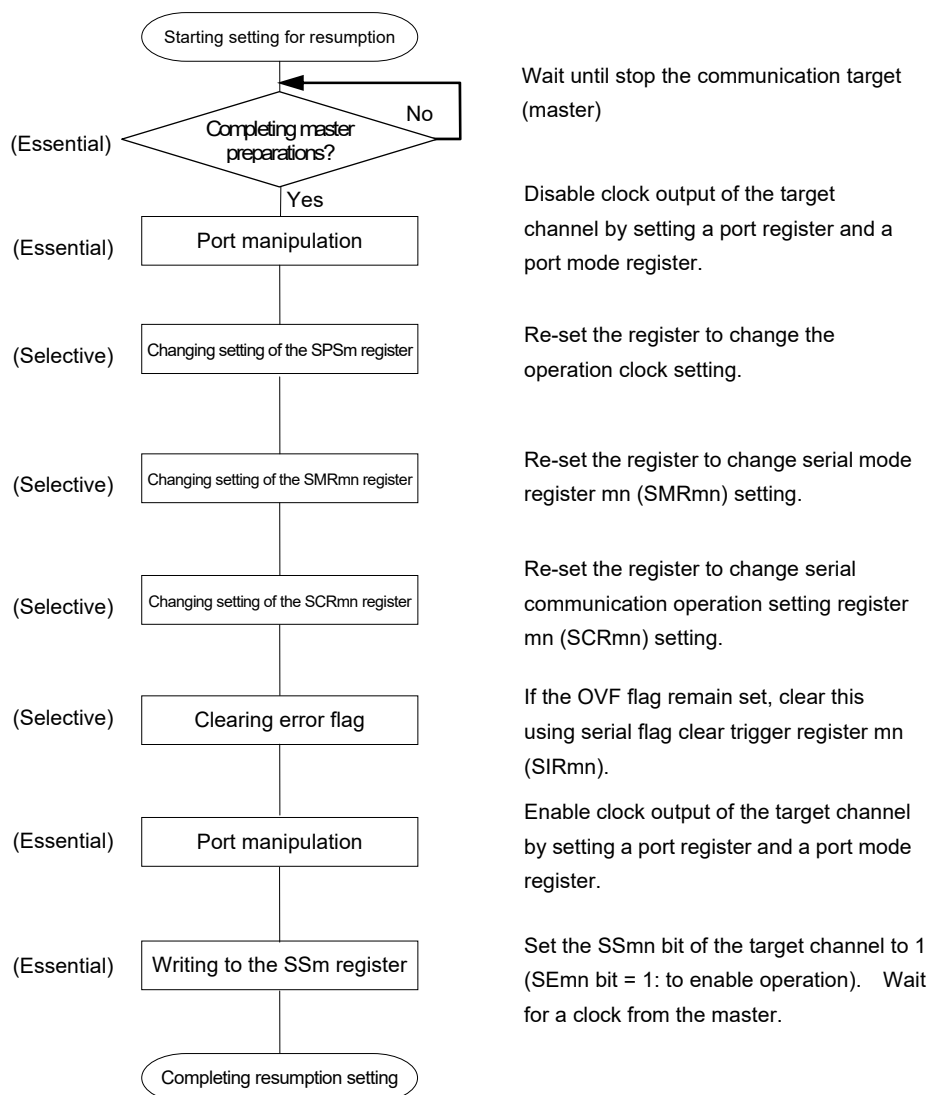 Starting setting for resumption
Wait until stop the communication target
(master)
No
(Essential)
Completing master
preparations?
Yes
Disable clock output of the target
channel by setting a port register and a
port mode register.
(Essential)
Port manipulation
(Selective)
Changing setting of the SPSm register
Re-set the register to change the
operation clock setting.
(Selective)
Changing setting of the SMRmn register
Re-set the register to change serial mode
register mn (SMRmn) setting.
(Selective)
Changing setting of the SCRmn register
Re-set the register to change serial
communication operation setting register
mn (SCRmn) setting.
(Selective)
Clearing error flag
If the OVF flag remain set, clear this
using serial flag clear trigger register mn
(SIRmn).
(Essential)
Port manipulation
Enable clock output of the target channel
by setting a port register and a port mode
register.
(Essential)
Writing to the SSm register
Set the SSmn bit of the target channel to 1
(SEmn bit = 1: to enable operation). Wait
for a clock from the master.
Completing resumption setting